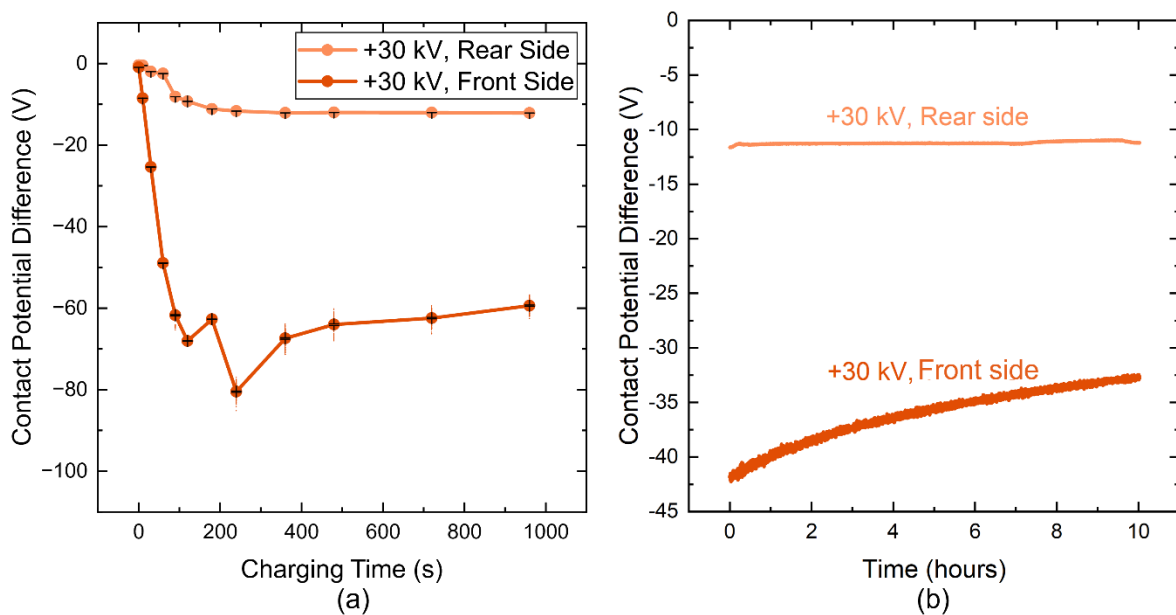 +30 kV, Rear Side
+30 kV, Front Side
0
−20
−40
−60
−80
−100
Contact Potential Difference (V)
0
200
400
600
800
1000
Charging Time (s)
(a)
0
-5
-10
-15
-20
-25
-30
-35
-40
-45
Contact Potential Difference (V)
+30 kV, Rear side
+30 kV, Front side
0
2
4
6
8
10
Time (hours)
(b)